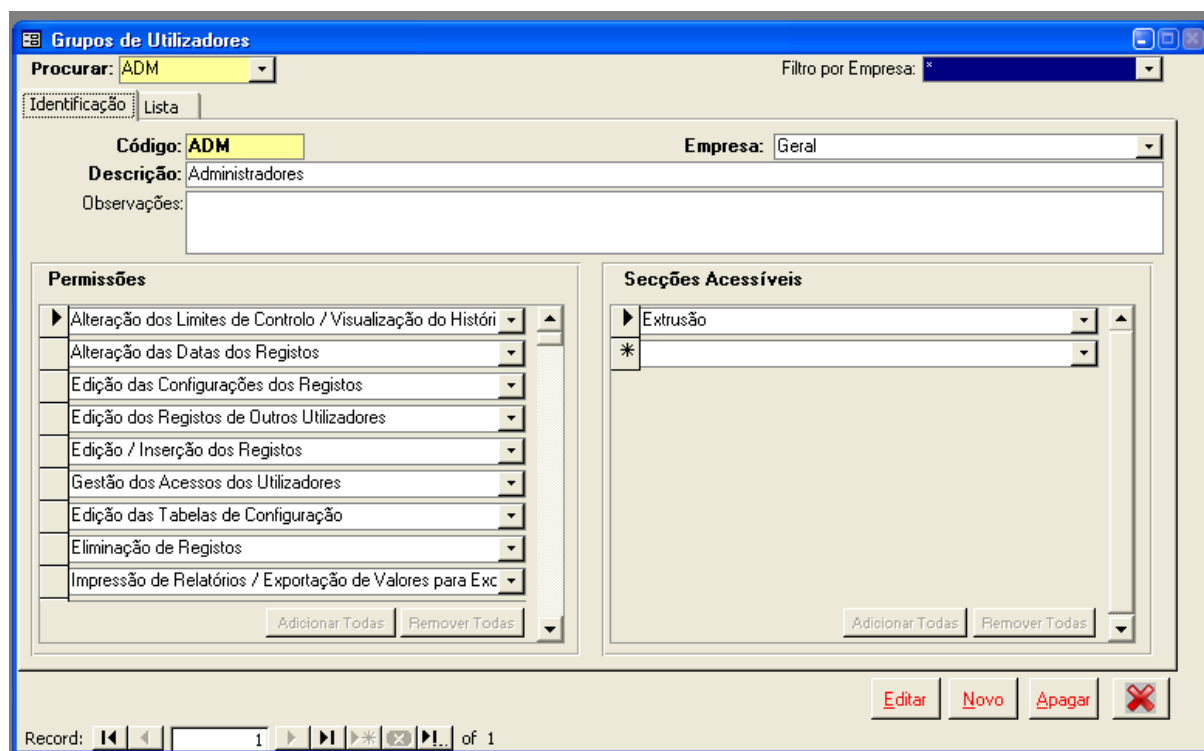 Grupos de Utilizadores
Procurar: ADM Filtro por Empresa: *
Identificação Lista
Código: ADM Empresa: Geral
Descrição: Administradores
Observações:
Permissões Secções Acessíveis
Alteração dos Limites de Controlo / Visualização do Históri Extrusão
Alteração das Datas dos Registos
Edição das Configurações dos Registos
Edição dos Registos de Outros Utilizadores
Edição / Inserção dos Registos
Gestão dos Acessos dos Utilizadores
Edição das Tabelas de Configuração
Eliminação de Registos
Impressão de Relatórios / Exportação de Valores para Exc
Adicionar Todas Remover Todas Adicionar Todas Remover Todas
Editar Novo Apagar
Record: 1 of 1